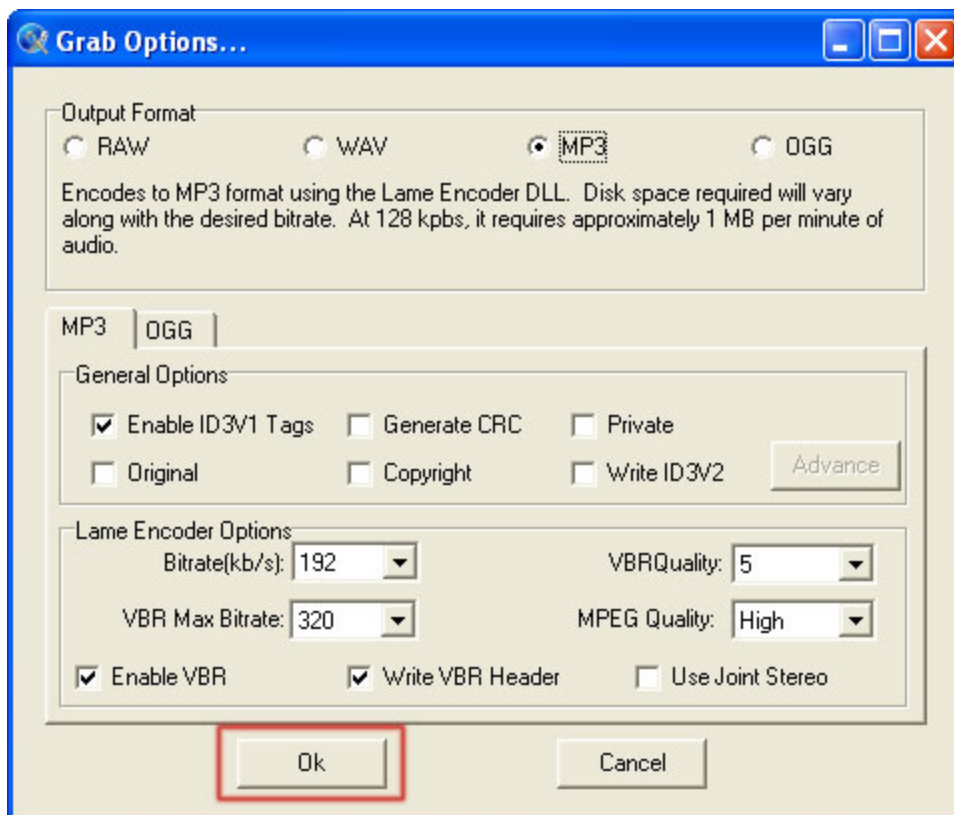 Grab Options...
Output Format
RAW
WAV
MP3
OGG
Encodes to MP3 format using the Lame Encoder DLL. Disk space required will vary
along with the desired bitrate. At 128 kpbs, it requires approximately 1 MB per minute of
audio.
MP3
OGG
General Options
Enable ID3V1 Tags
Generate CRC
Private
Original
Copyright
Write ID3V2
Advance
Lame Encoder Options
Bitrate(kb/s): 192
VBRQuality: 5
VBR Max Bitrate: 320
MPEG Quality: High
Enable VBR
Write VBR Header
Use Joint Stereo
Ok
Cancel